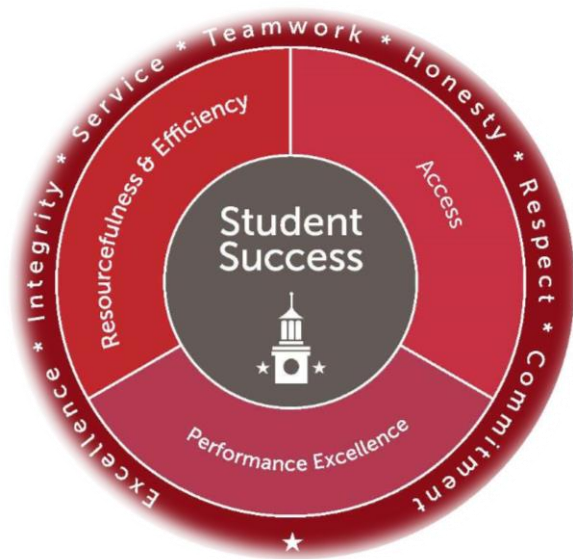 Excellence * Integrity * Service * Teamwork * Honesty * Respect * Commitment
Resourcefulness & Efficiency
Access
Student
Success
Performance Excellence